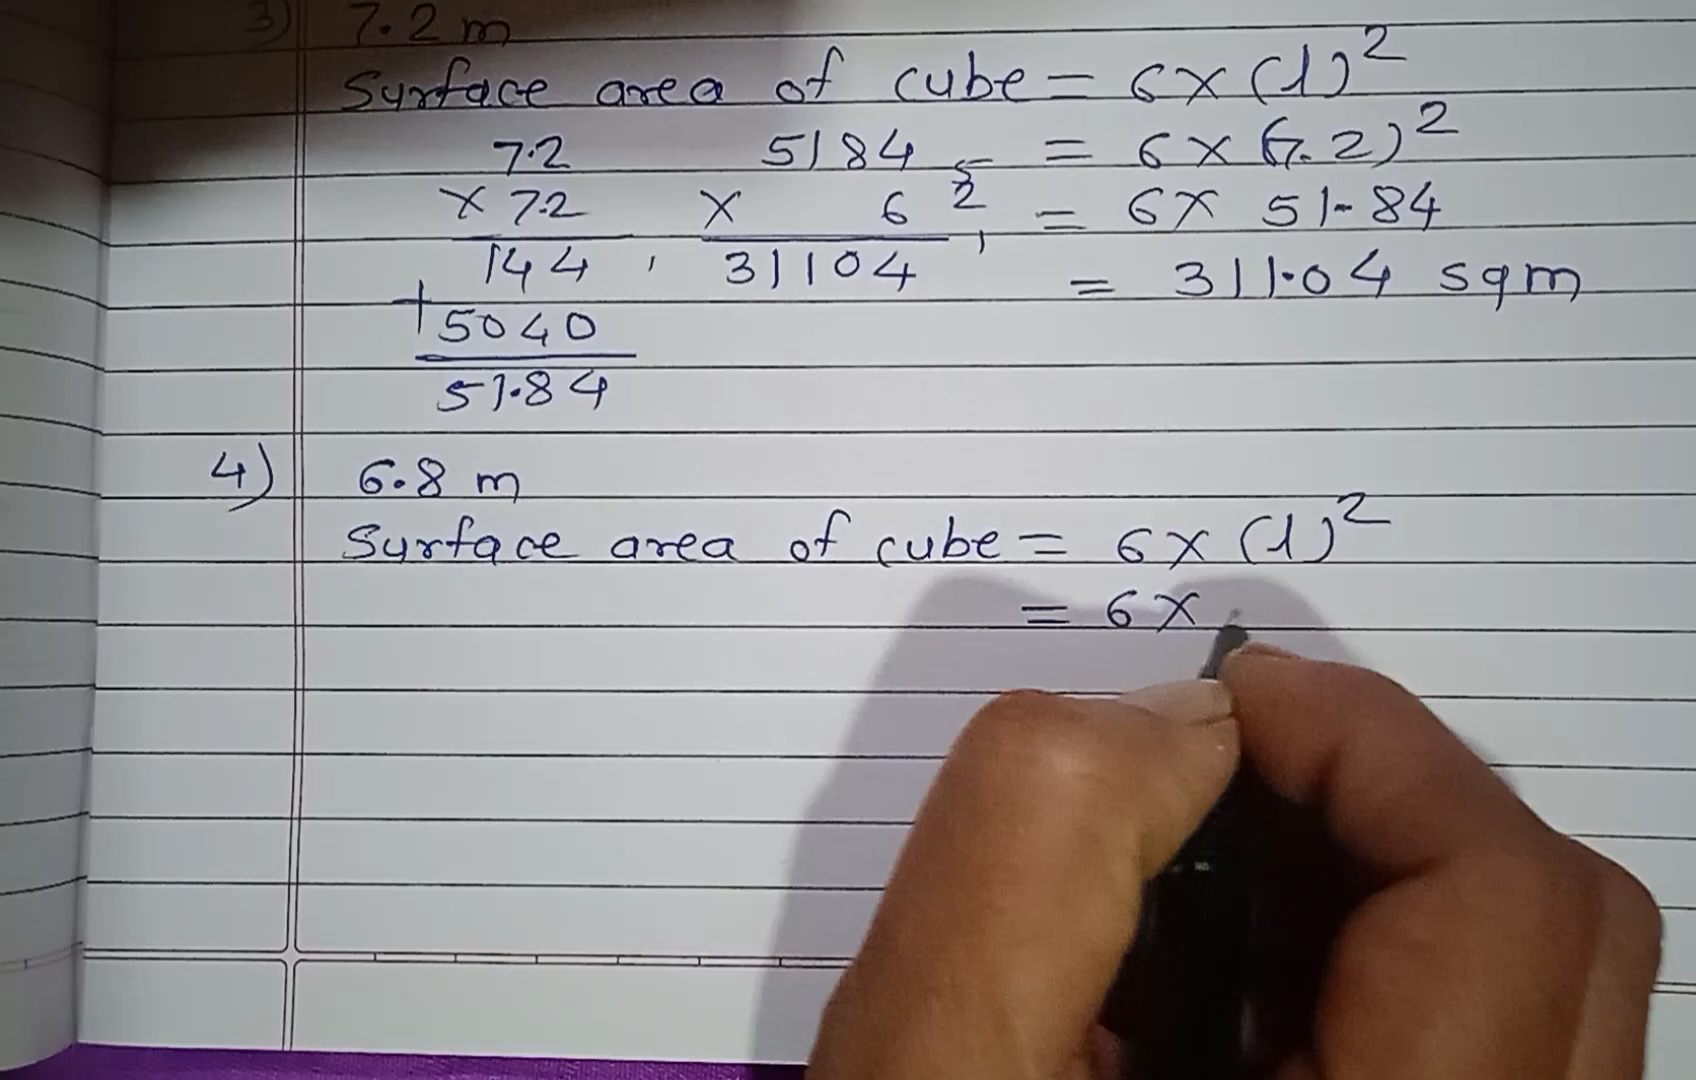 3) 7.2 m
Surface area of cube = 6 × (l)²
7.2 5184 = 6 × (7.2)²
× 7.2 × 6 = 6 × 51.84
144 , 31104 = 311.04 sqm
+ 5040
51.84
4) 6.8 m
Surface area of cube = 6 × (l)²
= 6 ×